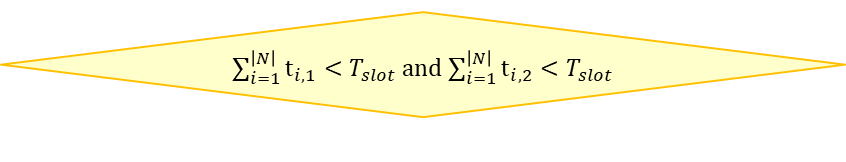 ∑_{i=1}^{|N|} t_{i,1} < T_{slot} and ∑_{i=1}^{|N|} t_{i,2} < T_{slot}